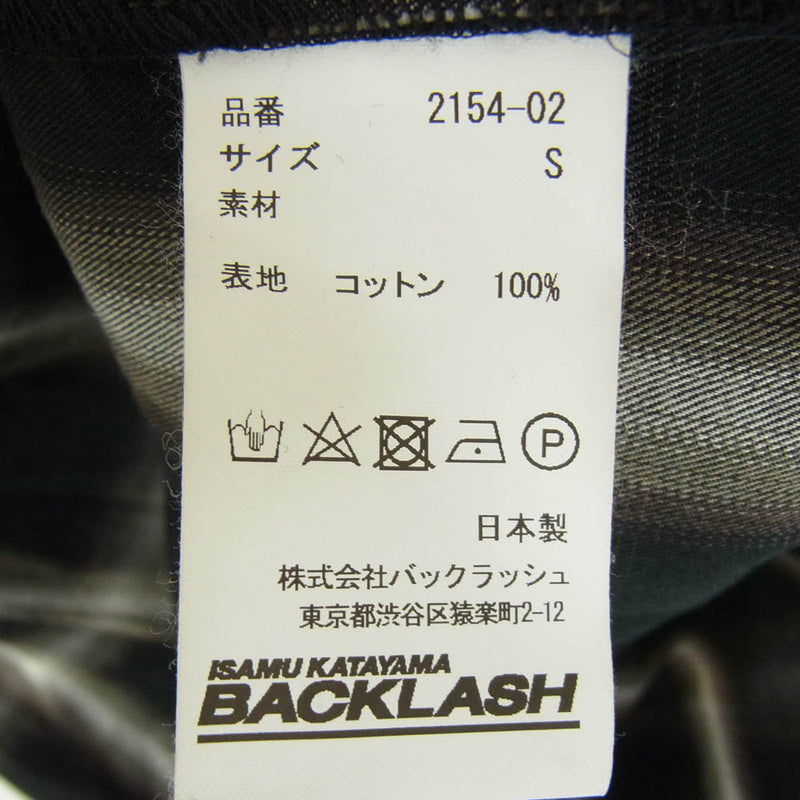 品番 2154-02
サイズ S
素材
表地 コットン 100%
P
日本製
株式会社バックラッシュ
東京都渋谷区猿楽町2-12
ISAMU KATAYAMA
BACKLASH